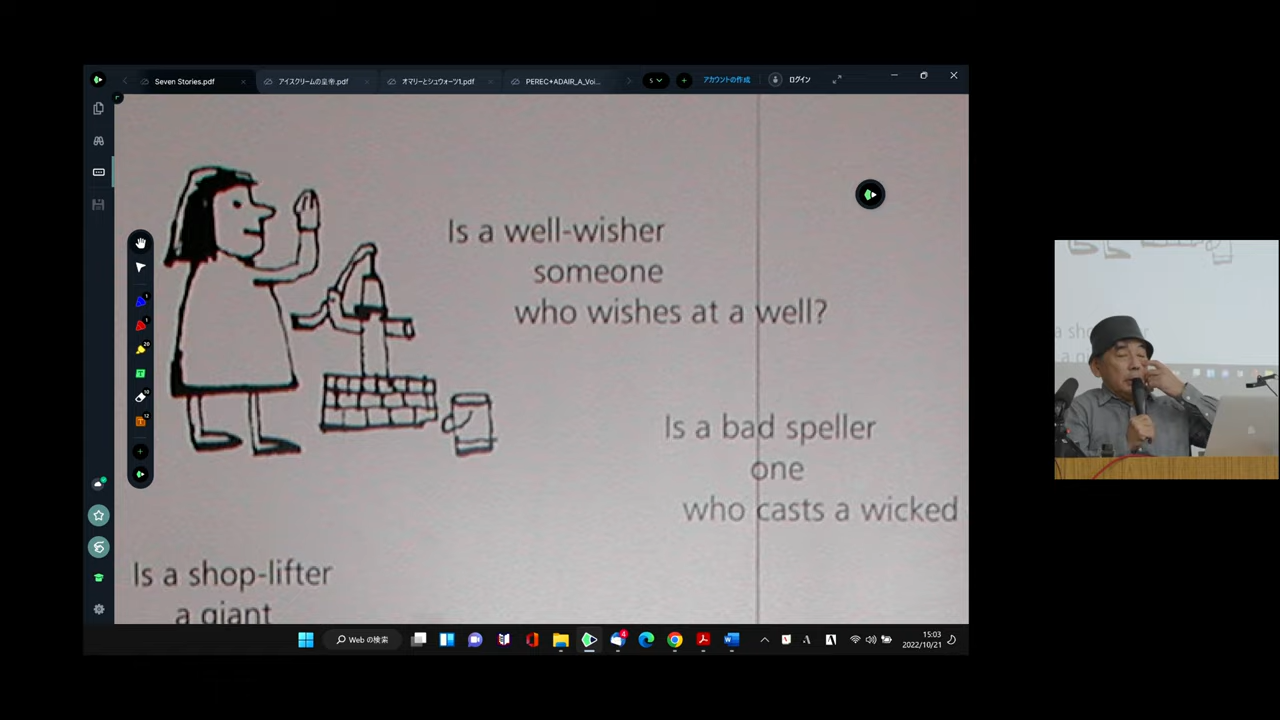 Seven Stories.pdf
アイスクリームの皇帝.pdf
オマリーとシュウォーツ1.pdf
PEREC+ADAIR_A_Voi...
5
アカウントの作成
ログイン
Is a well-wisher
someone
who wishes at a well?
Is a bad speller
one
who casts a wicked
Is a shop-lifter
a giant
Web の検索
4
15:03
2022/10/21